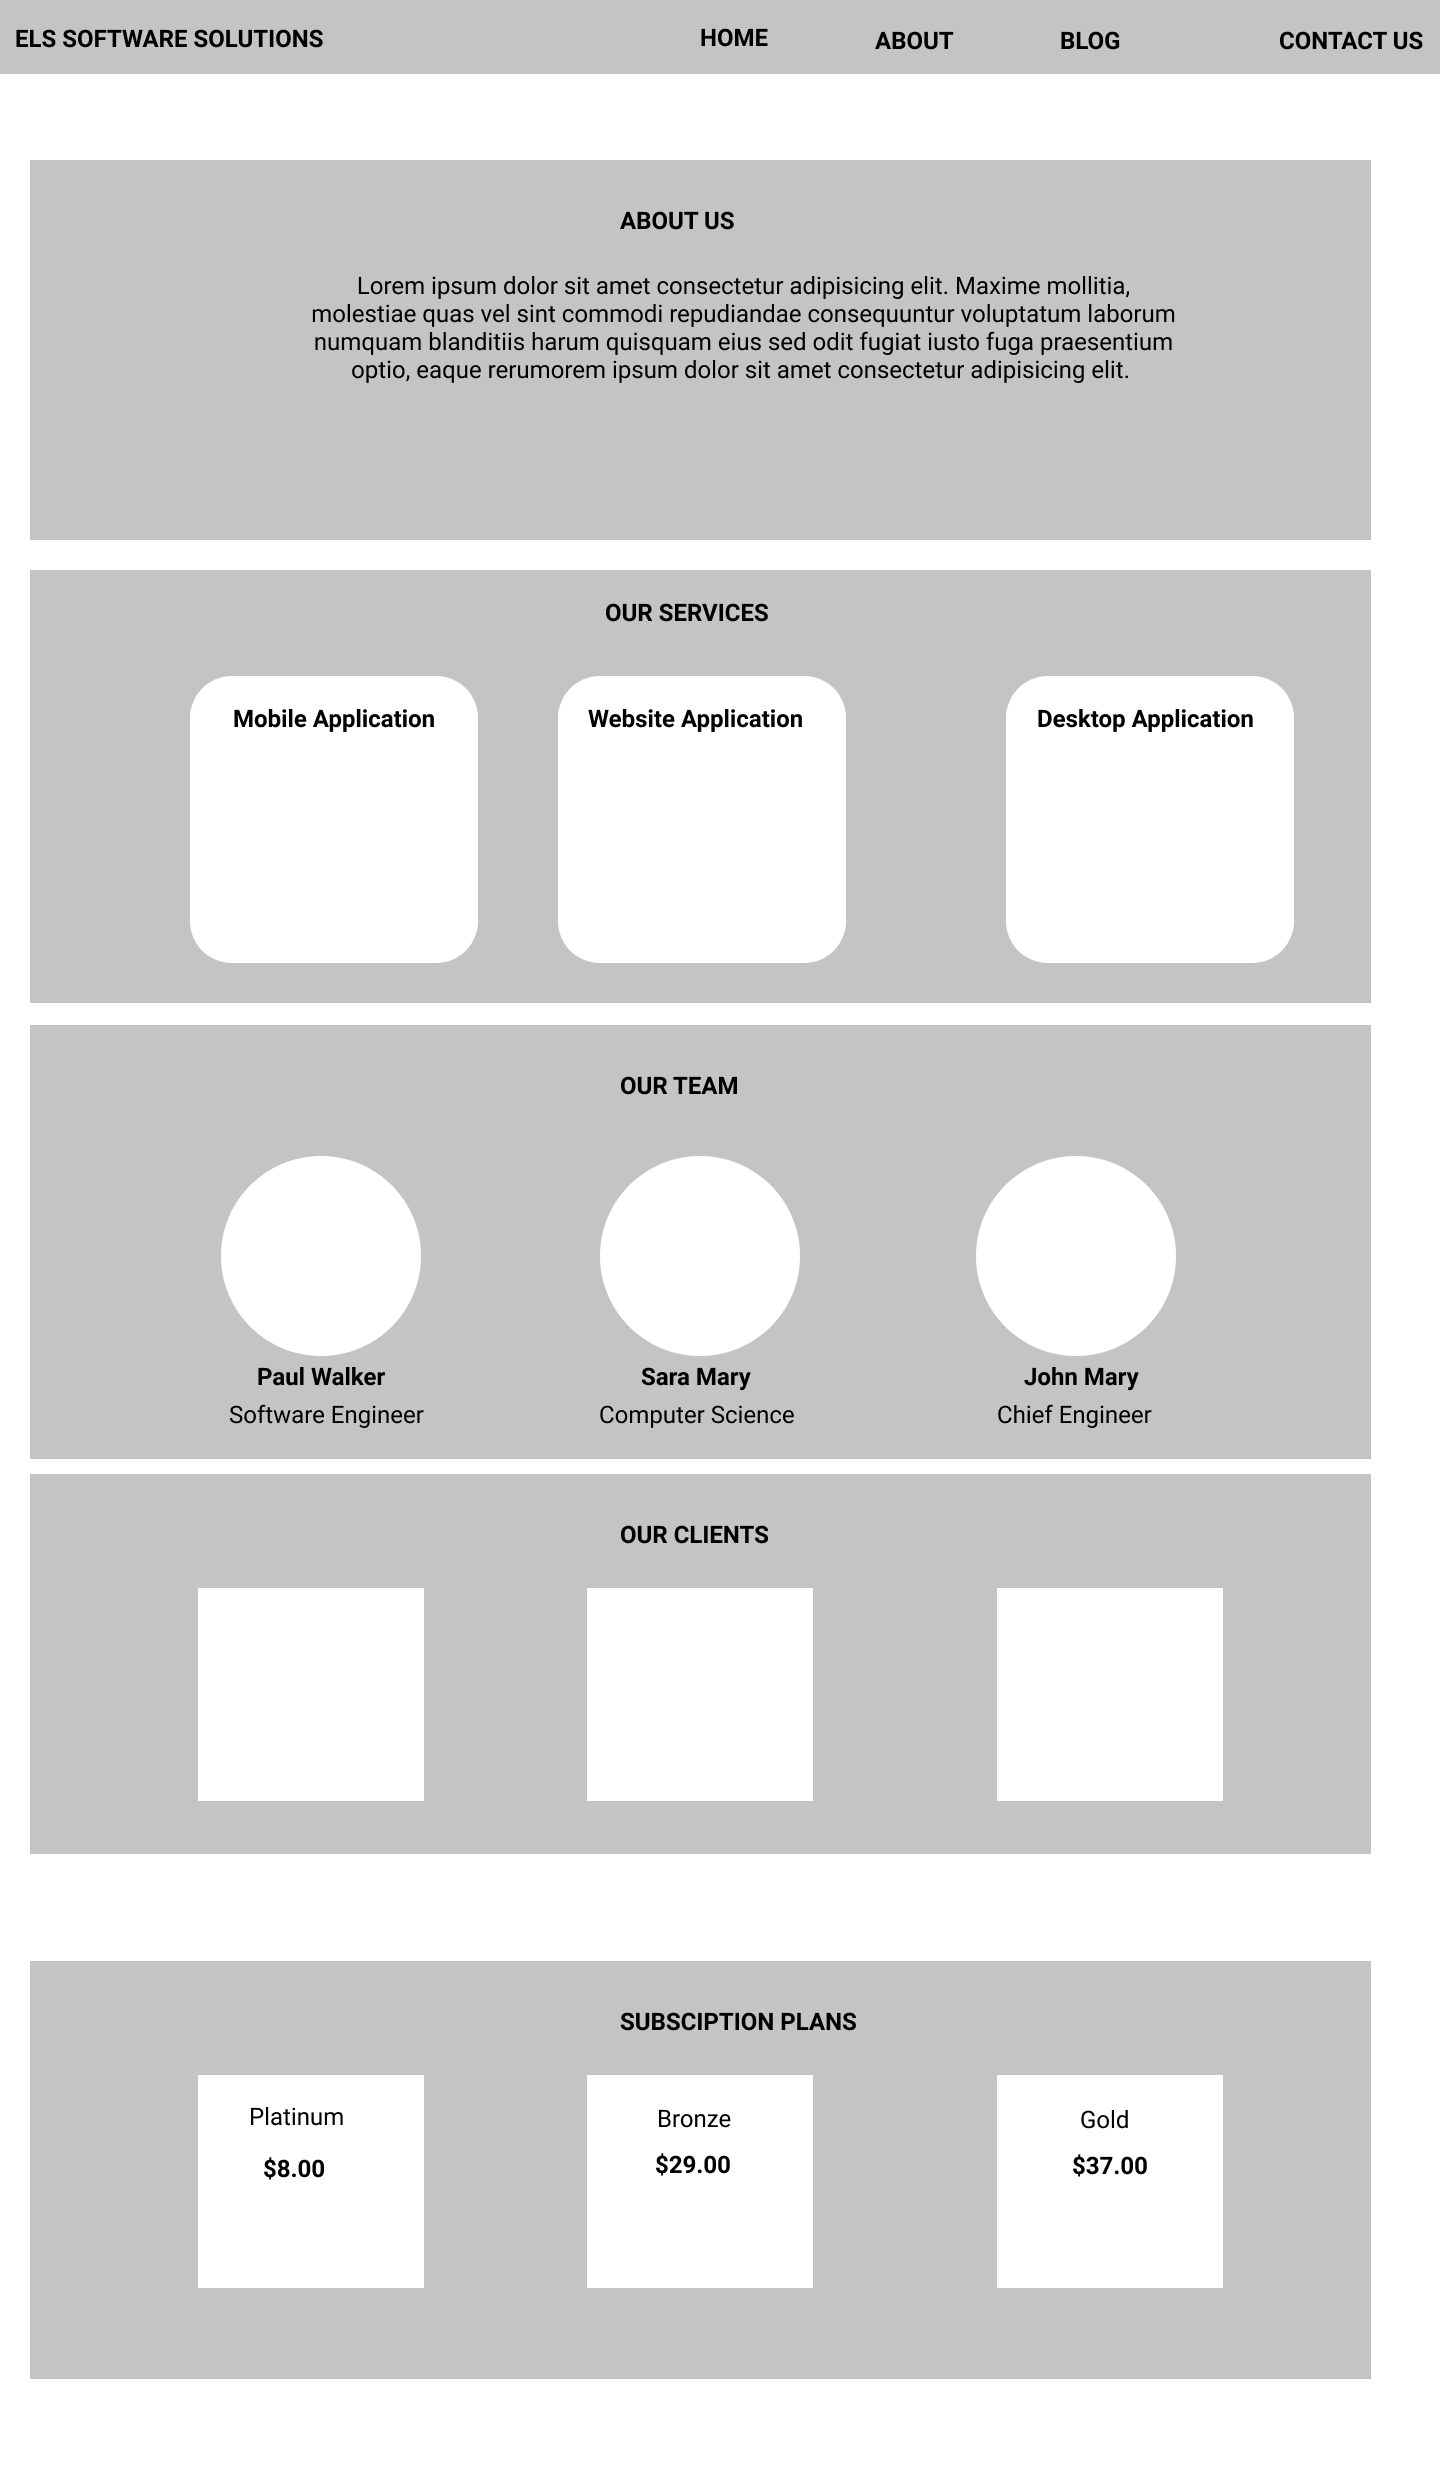 ELS SOFTWARE SOLUTIONS HOME ABOUT BLOG CONTACT US
ABOUT US
Lorem ipsum dolor sit amet consectetur adipisicing elit. Maxime mollitia,
molestiae quas vel sint commodi repudiandae consequuntur voluptatum laborum
numquam blanditiis harum quisquam eius sed odit fugiat iusto fuga praesentium
optio, eaque rerumorem ipsum dolor sit amet consectetur adipisicing elit.
OUR SERVICES
Mobile Application Website Application Desktop Application
OUR TEAM
Paul Walker Sara Mary John Mary
Software Engineer Computer Science Chief Engineer
OUR CLIENTS
SUBSCIPTION PLANS
Platinum Bronze Gold
$8.00 $29.00 $37.00